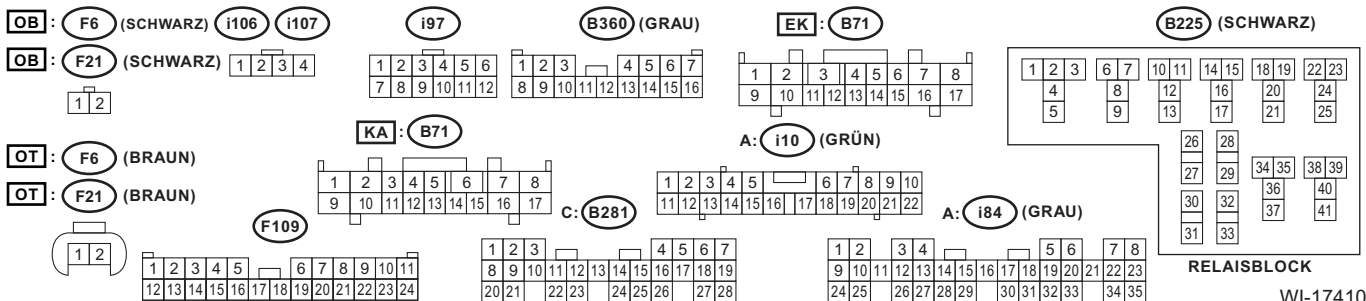 OB : F6 (SCHWARZ) i106 i107
1 2 3 4
OB : F21 (SCHWARZ)
1 2
i97
1 2 3 4 5 6
7 8 9 10 11 12
B360 (GRAU)
1 2 3 4 5 6 7
8 9 10 11 12 13 14 15 16
EK : B71
1 2 3 4 5 6 7 8
9 10 11 12 13 14 15 16 17
B225 (SCHWARZ)
1 2 3 6 7 10 11 14 15 18 19 22 23
4 8 12 16 20 24
5 9 13 17 21 25
26 28
27 29 34 35 38 39
30 32 36 40
31 33 37 41
RELAISBLOCK
OT : F6 (BRAUN)
OT : F21 (BRAUN)
1 2
KA : B71
1 2 3 4 5 6 7 8
9 10 11 12 13 14 15 16 17
A: i10 (GRÜN)
1 2 3 4 5 6 7 8 9 10
11 12 13 14 15 16 17 18 19 20 21 22
F109
1 2 3 4 5 6 7 8 9 10 11
12 13 14 15 16 17 18 19 20 21 22 23 24
C: B281
1 2 3 4 5 6 7
8 9 10 11 12 13 14 15 16 17 18 19
20 21 22 23 24 25 26 27 28
A: i84 (GRAU)
1 2 3 4 5 6 7 8
9 10 11 12 13 14 15 16 17 18 19 20 21 22 23
24 25 26 27 28 29 30 31 32 33 34 35
WI-17410